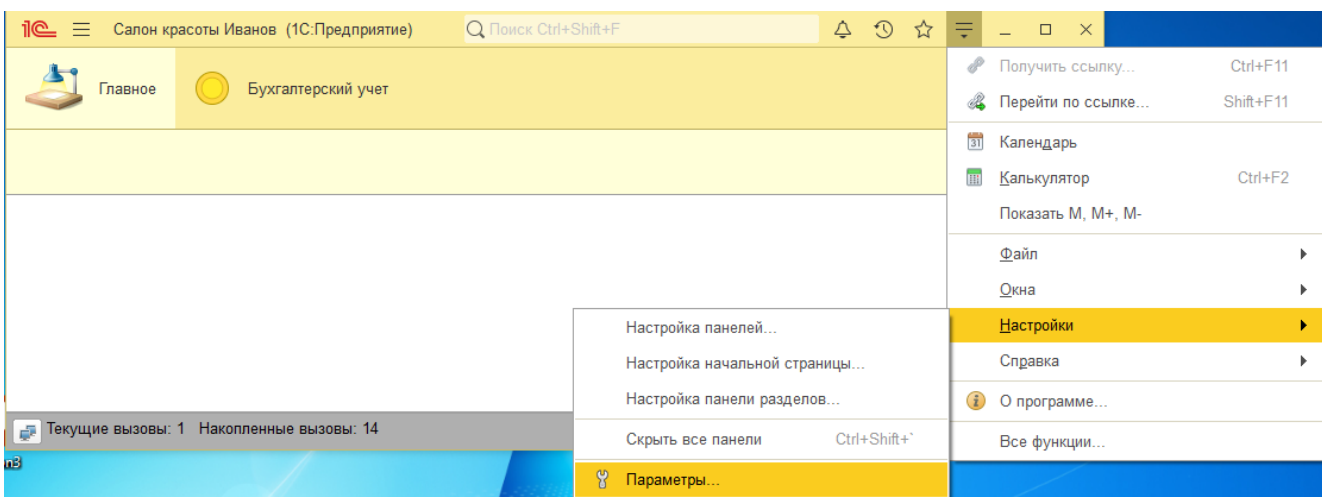 1С Салон красоты Иванов (1С:Предприятие) Поиск Ctrl+Shift+F
Главное Бухгалтерский учет
Получить ссылку... Ctrl+F11
Перейти по ссылке... Shift+F11
31 Календарь
Калькулятор Ctrl+F2
Показать M, M+, M-
Файл
Окна
Настройки
Справка
О программе...
Все функции...
Настройка панелей...
Настройка начальной страницы...
Настройка панели разделов...
Скрыть все панели Ctrl+Shift+`
Параметры...
Текущие вызовы: 1 Накопленные вызовы: 14